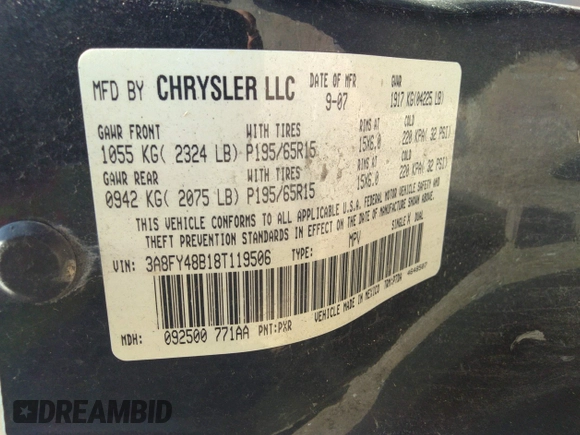 MFD BY CHRYSLER LLC DATE OF MFR GVWR
9-07 1917 KG(04225 LB)
GAWR FRONT WITH TIRES RIMS AT COLD
1055 KG( 2324 LB) P195/65R15 15X6.0 220 KPA( 32 PSI)
GAWR REAR WITH TIRES RIMS AT COLD
0942 KG( 2075 LB) P195/65R15 15X6.0 220 KPA( 32 PSI)
THIS VEHICLE CONFORMS TO ALL APPLICABLE U.S.A. FEDERAL MOTOR VEHICLE SAFETY AND
THEFT PREVENTION STANDARDS IN EFFECT ON THE DATE OF MANUFACTURE SHOWN ABOVE.
VIN: 3A8FY48B18T119506 TYPE: MPV SINGLE X DUAL
MDH: 092500 771AA PNT:PXR VEHICLE MADE IN MEXICO
DREAMBID